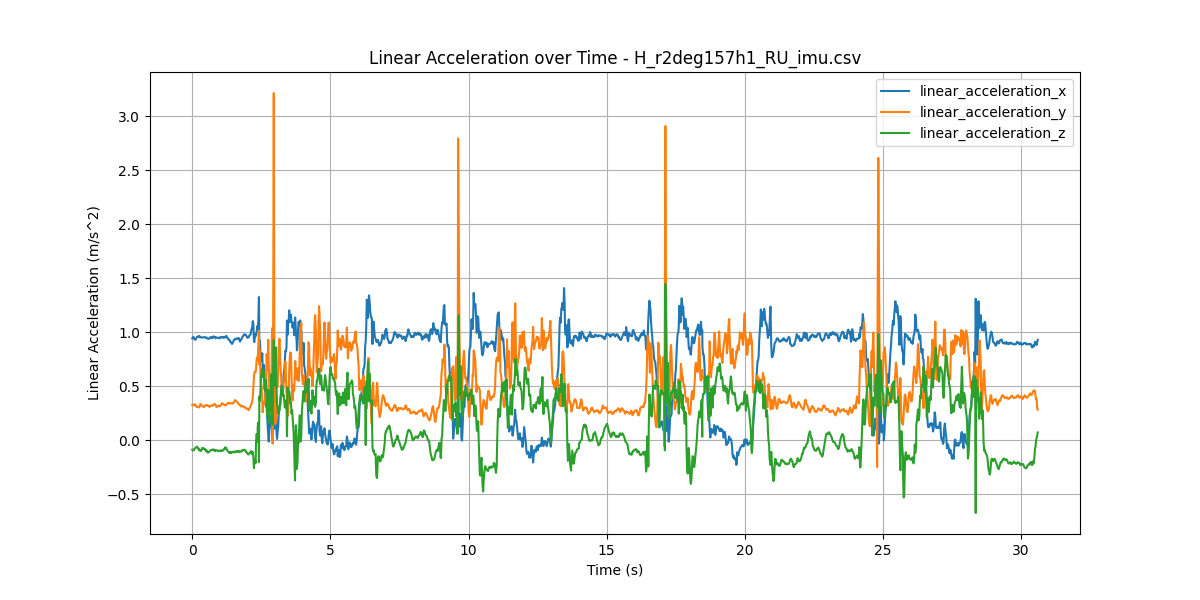 Linear Acceleration over Time - H_r2deg157h1_RU_imu.csv
linear_acceleration_x
linear_acceleration_y
linear_acceleration_z
Linear Acceleration (m/s^2)
3.0
2.5
2.0
1.5
1.0
0.5
0.0
−0.5
0 5 10 15 20 25 30
Time (s)